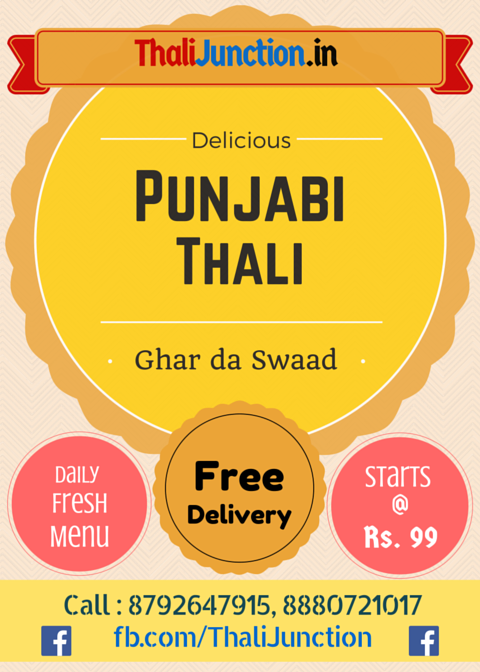 ThaliJunction.in
Delicious
PUNJABI
THALI
Ghar da Swaad
Daily
Fresh
Menu
Free
Delivery
Starts
@
Rs. 99
Call : 8792647915, 8880721017
fb.com/ThaliJunction